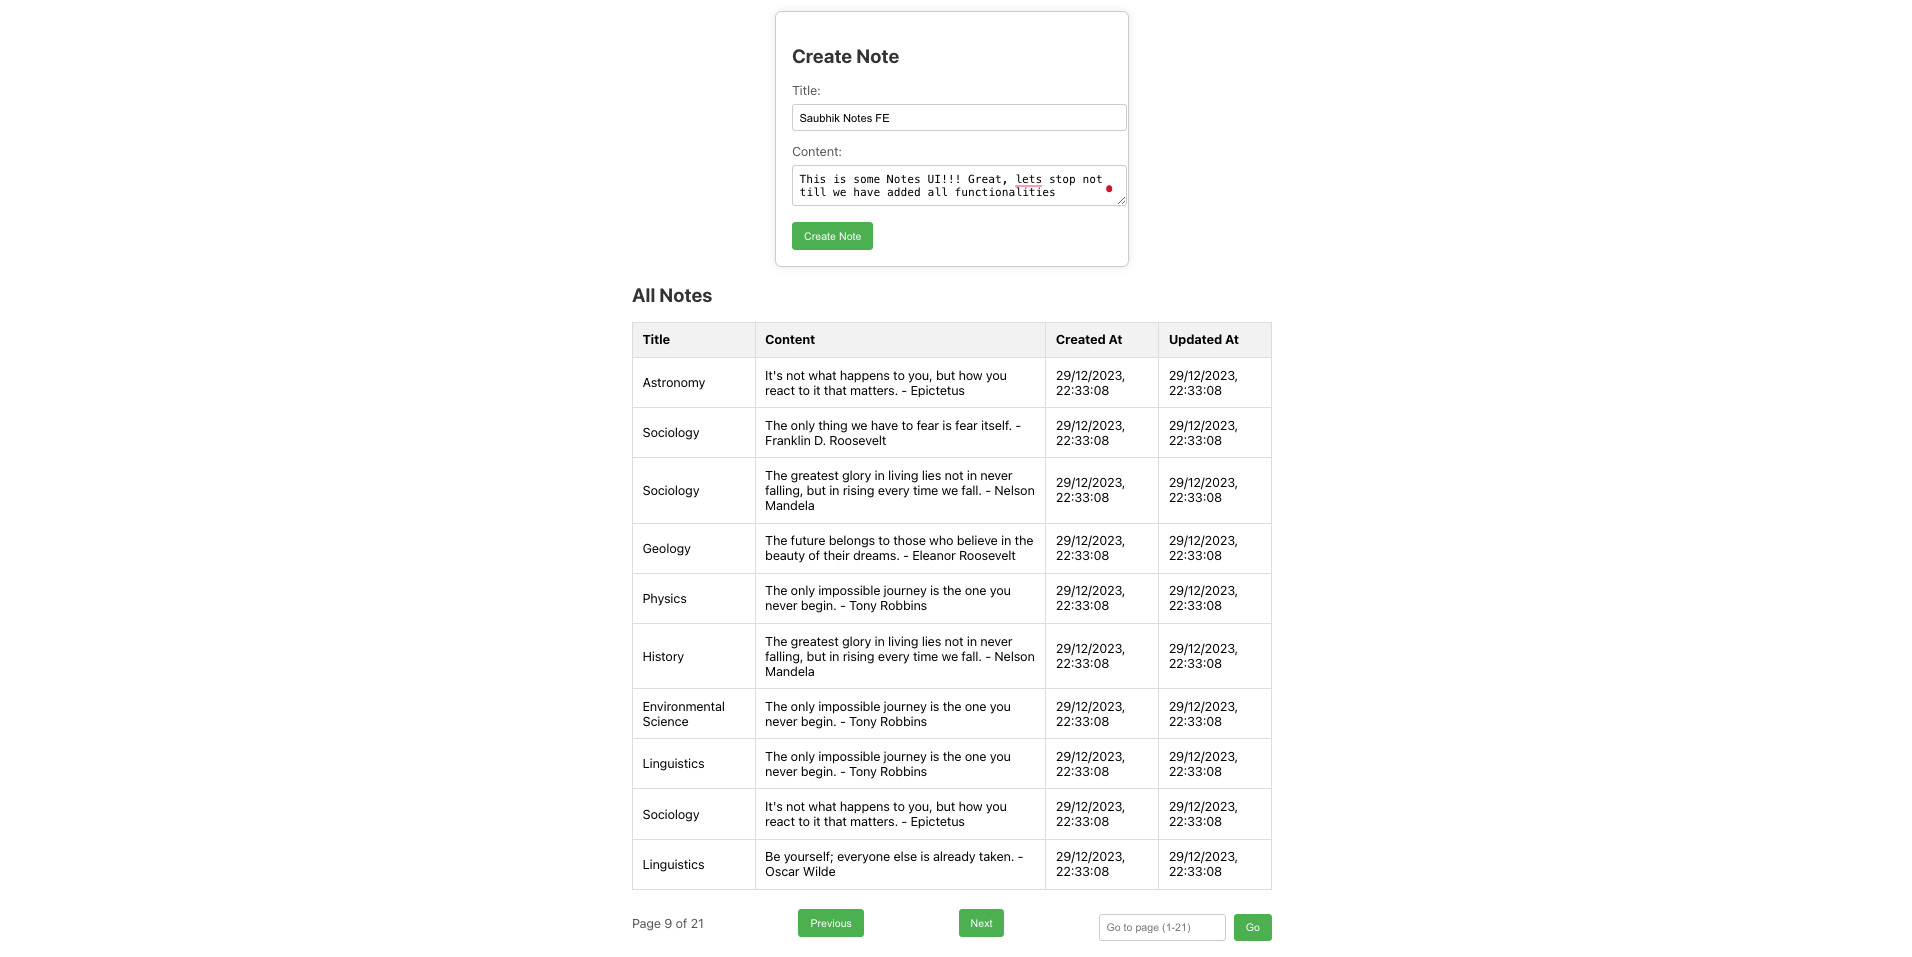 Create Note
Title:
Saubhik Notes FE
Content:
This is some Notes UI!!! Great, lets stop not
till we have added all functionalities
Create Note
All Notes
Title Content Created At Updated At
Astronomy
It's not what happens to you, but how you
react to it that matters. - Epictetus
29/12/2023,
22:33:08
29/12/2023,
22:33:08
Sociology
The only thing we have to fear is fear itself. -
Franklin D. Roosevelt
29/12/2023,
22:33:08
29/12/2023,
22:33:08
Sociology
The greatest glory in living lies not in never
falling, but in rising every time we fall. - Nelson
Mandela
29/12/2023,
22:33:08
29/12/2023,
22:33:08
Geology
The future belongs to those who believe in the
beauty of their dreams. - Eleanor Roosevelt
29/12/2023,
22:33:08
29/12/2023,
22:33:08
Physics
The only impossible journey is the one you
never begin. - Tony Robbins
29/12/2023,
22:33:08
29/12/2023,
22:33:08
History
The greatest glory in living lies not in never
falling, but in rising every time we fall. - Nelson
Mandela
29/12/2023,
22:33:08
29/12/2023,
22:33:08
Environmental
Science
The only impossible journey is the one you
never begin. - Tony Robbins
29/12/2023,
22:33:08
29/12/2023,
22:33:08
Linguistics
The only impossible journey is the one you
never begin. - Tony Robbins
29/12/2023,
22:33:08
29/12/2023,
22:33:08
Sociology
It's not what happens to you, but how you
react to it that matters. - Epictetus
29/12/2023,
22:33:08
29/12/2023,
22:33:08
Linguistics
Be yourself; everyone else is already taken. -
Oscar Wilde
29/12/2023,
22:33:08
29/12/2023,
22:33:08
Page 9 of 21 Previous Next Go to page (1-21) Go